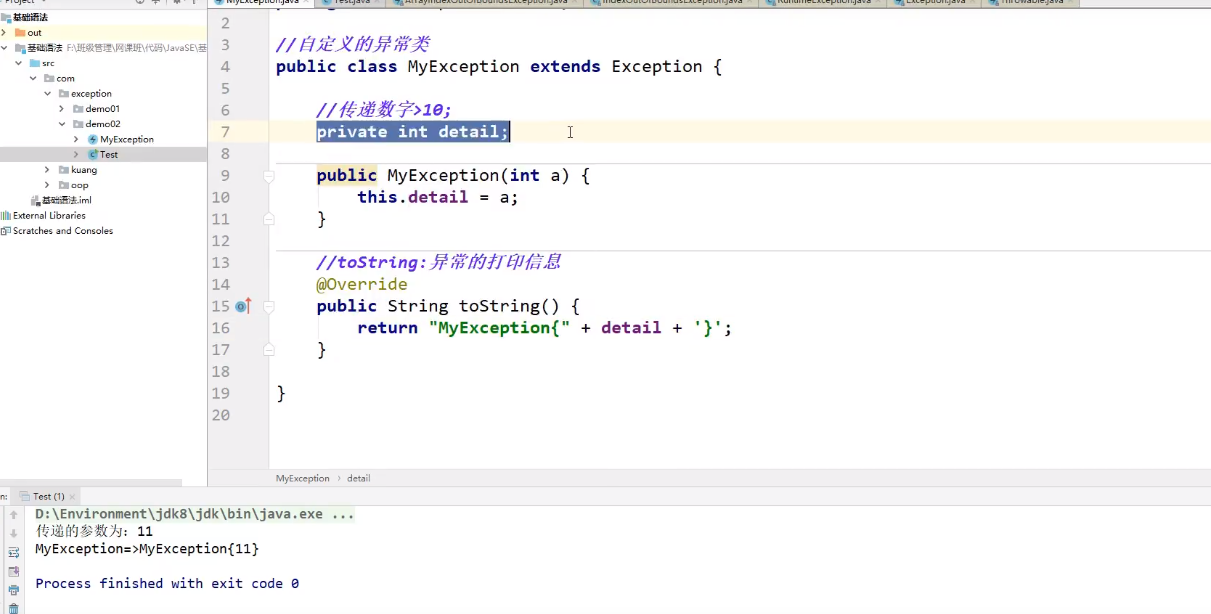 Project
MyException.java
Test.java
ArrayIndexOutOfBoundsException.java
IndexOutOfBoundsException.java
RuntimeException.java
Exception.java
Throwable.java
基础语法
out
基础语法 F:\班级管理\网课班\代码\JavaSE\基
src
com
exception
demo01
demo02
MyException
Test
kuang
oop
基础语法.iml
External Libraries
Scratches and Consoles
2
3 //自定义的异常类
4 public class MyException extends Exception {
5
6 //传递数字>10;
7 private int detail;
8
9 public MyException(int a) {
10 this.detail = a;
11 }
12
13 //toString:异常的打印信息
14 @Override
15 public String toString() {
16 return "MyException{" + detail + '}';
17 }
18
19 }
20
MyException › detail
n: Test (1) ×
D:\Environment\jdk8\jdk\bin\java.exe ...
传递的参数为: 11
MyException=>MyException{11}
Process finished with exit code 0